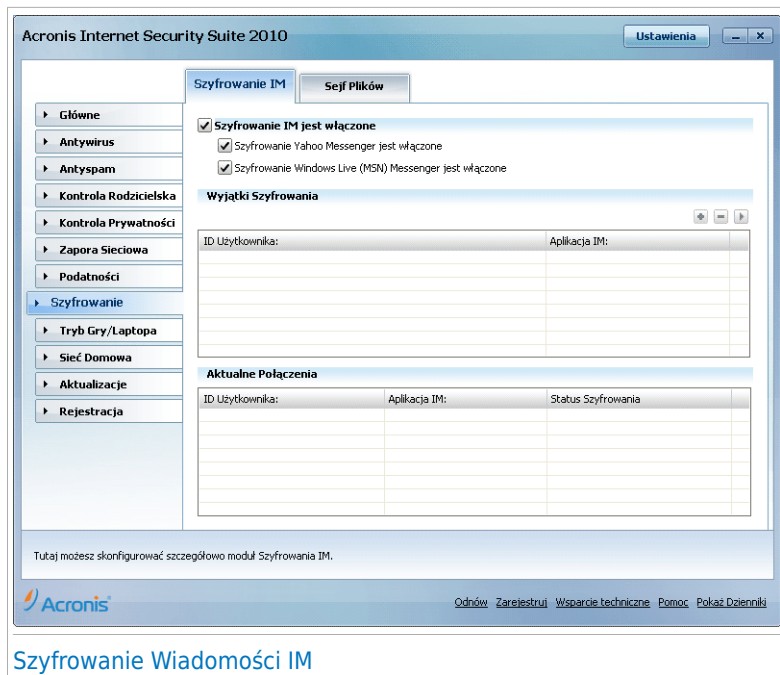 Acronis Internet Security Suite 2010
Ustawienia
Szyfrowanie IM
Sejf Plików
Główne
Antywirus
Antyspam
Kontrola Rodzicielska
Kontrola Prywatności
Zapora Sieciowa
Podatności
Szyfrowanie
Tryb Gry/Laptopa
Sieć Domowa
Aktualizacje
Rejestracja
Szyfrowanie IM jest włączone
Szyfrowanie Yahoo Messenger jest włączone
Szyfrowanie Windows Live (MSN) Messenger jest włączone
Wyjątki Szyfrowania
ID Użytkownika: Aplikacja IM:
Aktualne Połączenia
ID Użytkownika: Aplikacja IM: Status Szyfrowania
Tutaj możesz skonfigurować szczegółowo moduł Szyfrowania IM.
Acronis
Odnów Zarejestruj Wsparcie techniczne Pomoc Pokaż Dzienniki
Szyfrowanie Wiadomości IM